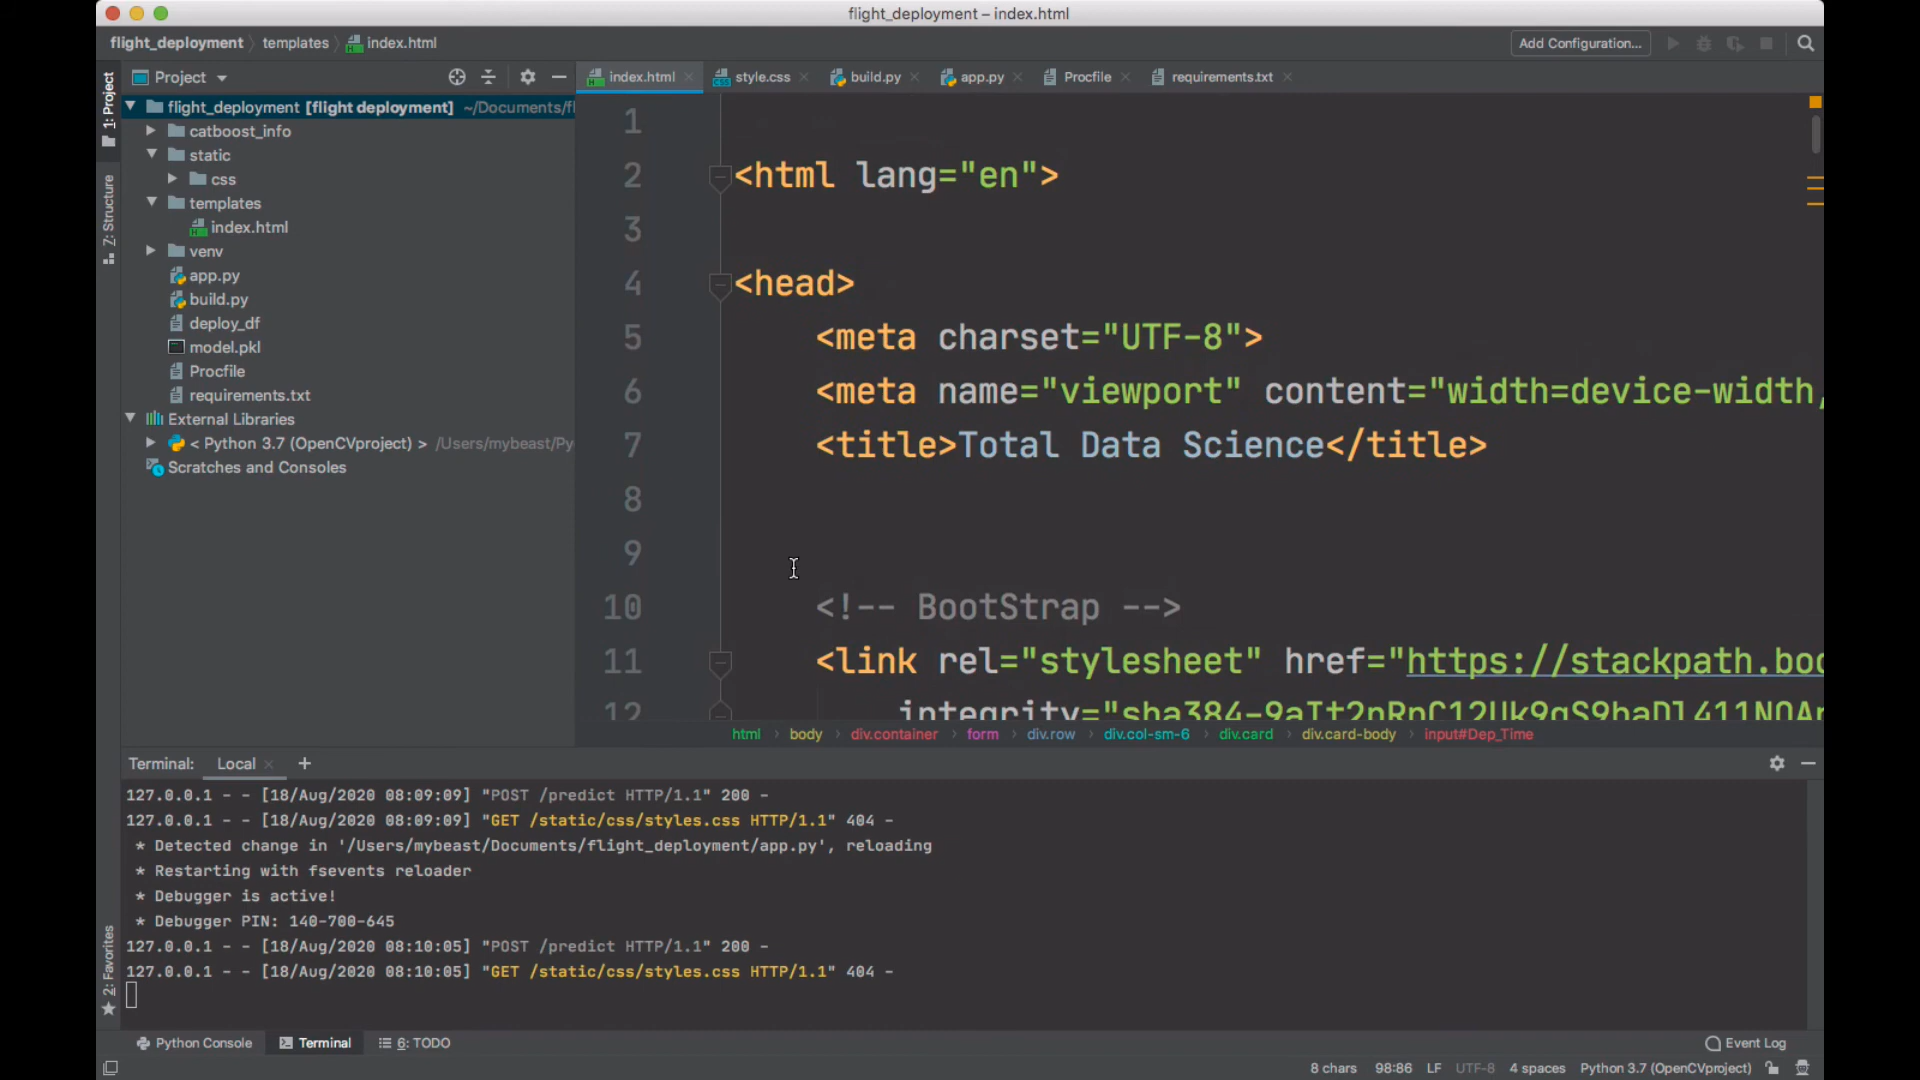 flight_deployment – index.html
flight_deployment templates index.html
Add Configuration...
Project
index.html style.css build.py app.py Procfile requirements.txt
1: Project
Z: Structure
2: Favorites
flight_deployment [flight deployment] ~/Documents/fl
catboost_info
static
css
templates
index.html
venv
app.py
build.py
deploy_df
model.pkl
Procfile
requirements.txt
External Libraries
< Python 3.7 (OpenCVproject) > /Users/mybeast/Py
Scratches and Consoles
1
2 <html lang="en">
3
4 <head>
5 <meta charset="UTF-8">
6 <meta name="viewport" content="width=device-width,
7 <title>Total Data Science</title>
8
9
10 <!-- BootStrap -->
11 <link rel="stylesheet" href="https://stackpath.boo
12 integrity="sha384-
html body div.container form div.row div.col-sm-6 div.card div.card-body input#Dep_Time
Terminal: Local +
127.0.0.1 - - [18/Aug/2020 08:09:09] "POST /predict HTTP/1.1" 200 -
127.0.0.1 - - [18/Aug/2020 08:09:09] "GET /static/css/styles.css HTTP/1.1" 404 -
* Detected change in '/Users/mybeast/Documents/flight_deployment/app.py', reloading
* Restarting with fsevents reloader
* Debugger is active!
* Debugger PIN: 140-700-645
127.0.0.1 - - [18/Aug/2020 08:10:05] "POST /predict HTTP/1.1" 200 -
127.0.0.1 - - [18/Aug/2020 08:10:05] "GET /static/css/styles.css HTTP/1.1" 404 -
Python Console Terminal 6: TODO
Event Log
8 chars 98:86 LF UTF-8 4 spaces Python 3.7 (OpenCVproject)